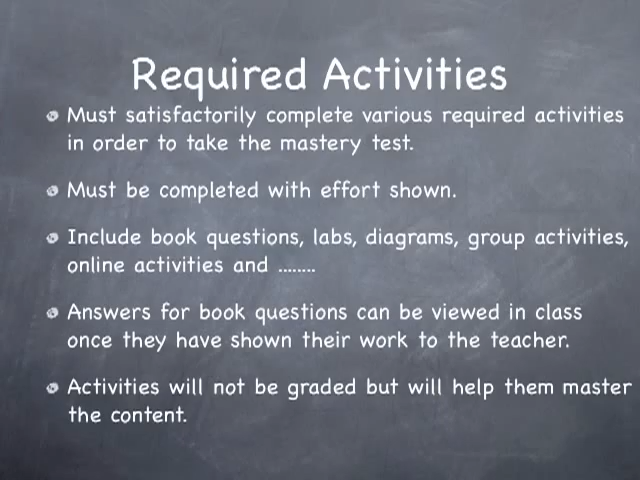 Required Activities
Must satisfactorily complete various required activities
in order to take the mastery test.
Must be completed with effort shown.
Include book questions, labs, diagrams, group activities,
online activities and ........
Answers for book questions can be viewed in class
once they have shown their work to the teacher.
Activities will not be graded but will help them master
the content.